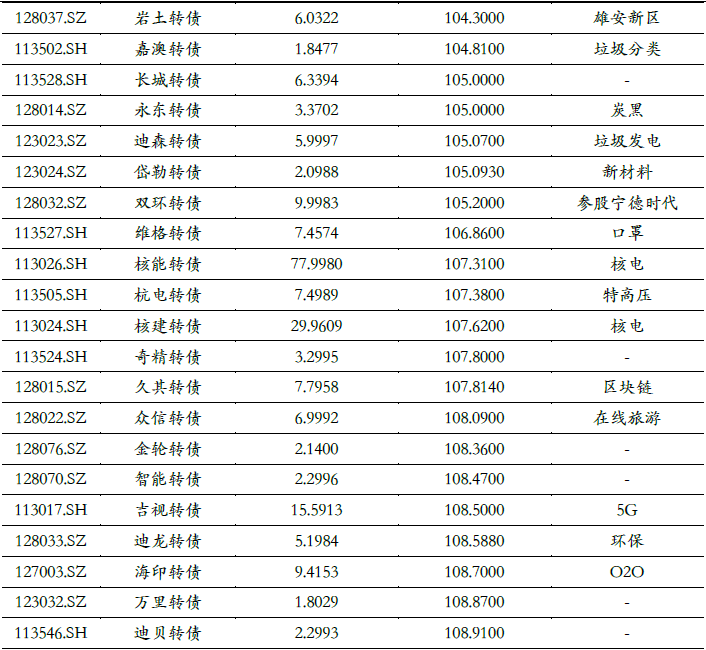 128037.SZ 岩土转债 6.0322 104.3000 雄安新区
113502.SH 嘉澳转债 1.8477 104.8100 垃圾分类
113528.SH 长城转债 6.3394 105.0000 -
128014.SZ 永东转债 3.3702 105.0000 炭黑
123023.SZ 迪森转债 5.9997 105.0700 垃圾发电
123024.SZ 岱勒转债 2.0988 105.0930 新材料
128032.SZ 双环转债 9.9983 105.2000 参股宁德时代
113527.SH 维格转债 7.4574 106.8600 口罩
113026.SH 核能转债 77.9980 107.3100 核电
113505.SH 杭电转债 7.4989 107.3800 特高压
113024.SH 核建转债 29.9609 107.6200 核电
113524.SH 奇精转债 3.2995 107.8000 -
128015.SZ 久其转债 7.7958 107.8140 区块链
128022.SZ 众信转债 6.9992 108.0900 在线旅游
128076.SZ 金轮转债 2.1400 108.3600 -
128070.SZ 智能转债 2.2996 108.4700 -
113017.SH 吉视转债 15.5913 108.5000 5G
128033.SZ 迪龙转债 5.1984 108.5880 环保
127003.SZ 海印转债 9.4153 108.7000 O2O
123032.SZ 万里转债 1.8029 108.8700 -
113546.SH 迪贝转债 2.2993 108.9100 -